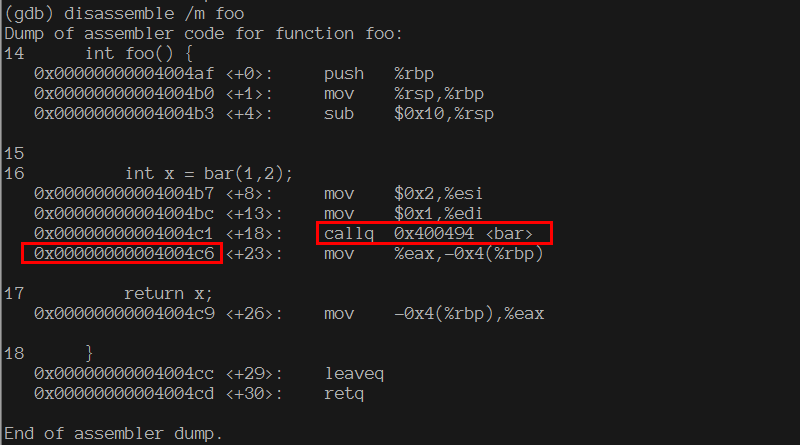 (gdb) disassemble /m foo
Dump of assembler code for function foo:
14      int foo() {
   0x00000000004004af <+0>:     push   %rbp
   0x00000000004004b0 <+1>:     mov    %rsp,%rbp
   0x00000000004004b3 <+4>:     sub    $0x10,%rsp
15
16          int x = bar(1,2);
   0x00000000004004b7 <+8>:     mov    $0x2,%esi
   0x00000000004004bc <+13>:    mov    $0x1,%edi
   0x00000000004004c1 <+18>:    callq  0x400494 <bar>
   0x00000000004004c6 <+23>:    mov    %eax,-0x4(%rbp)
17          return x;
   0x00000000004004c9 <+26>:    mov    -0x4(%rbp),%eax
18      }
   0x00000000004004cc <+29>:    leaveq
   0x00000000004004cd <+30>:    retq
End of assembler dump.